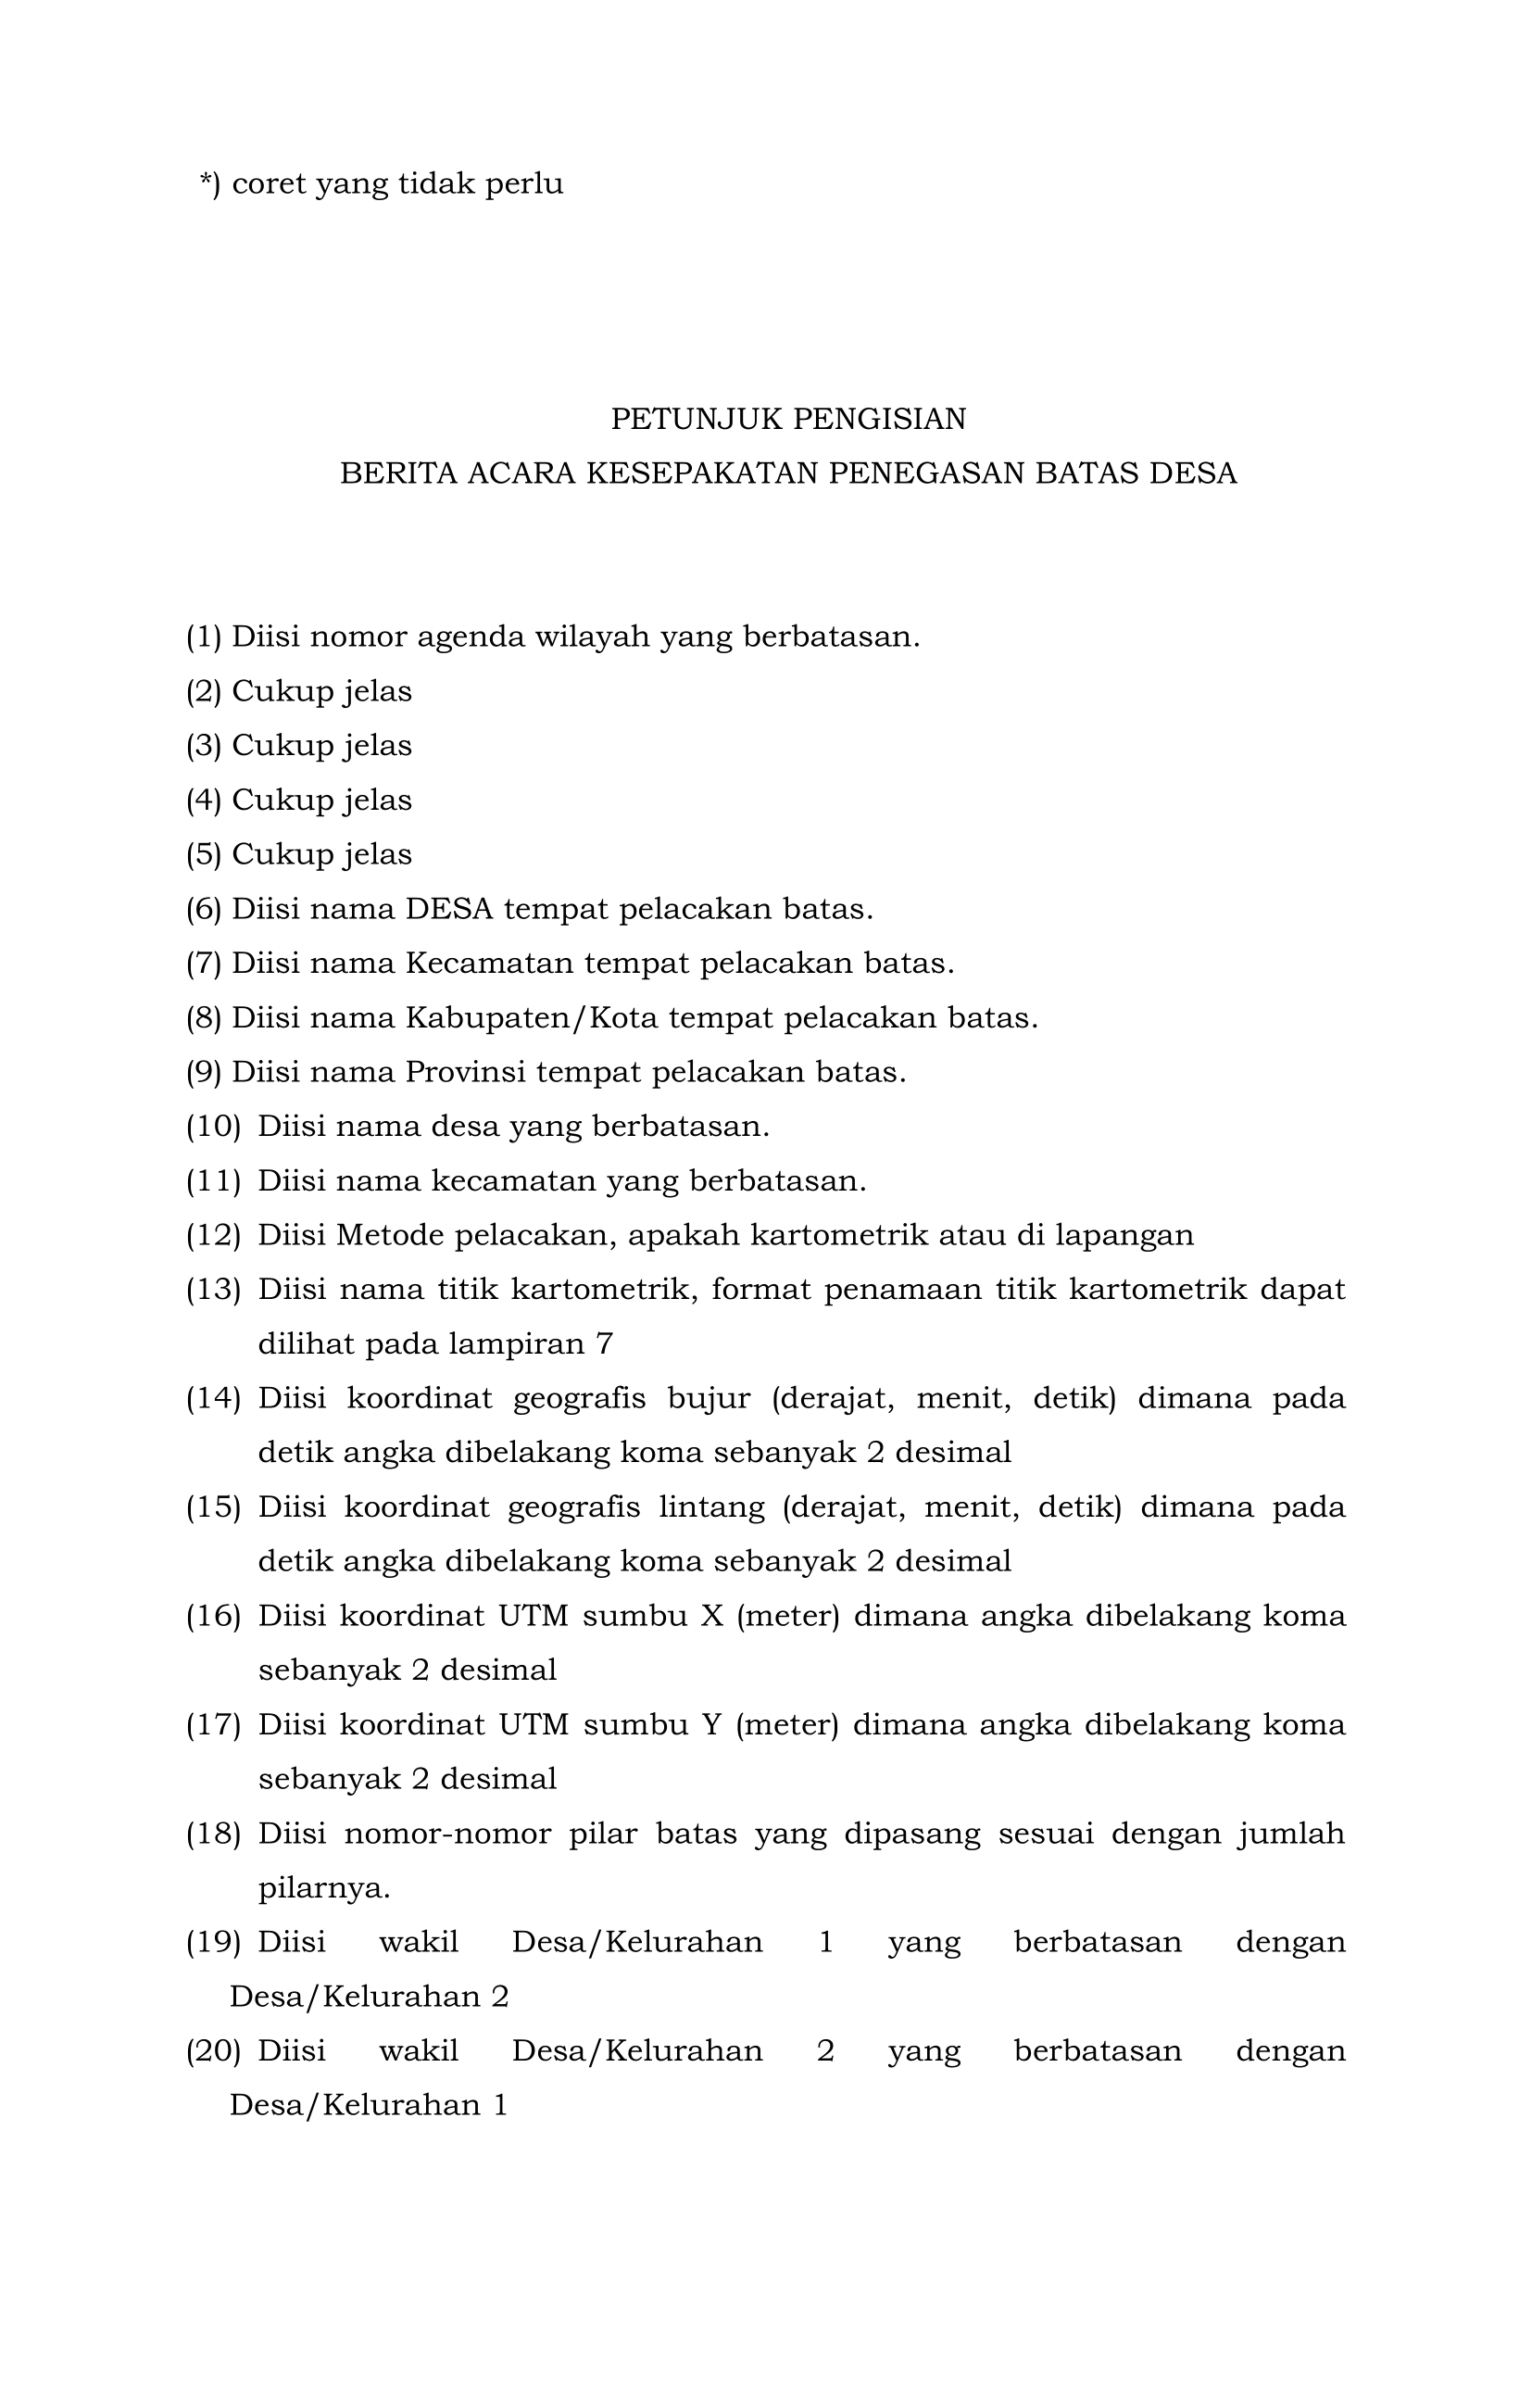 *) coret yang tidak perlu
PETUNJUK PENGISIAN
BERITA ACARA KESEPAKATAN PENEGASAN BATAS DESA
(1) Diisi nomor agenda wilayah yang berbatasan.
(2) Cukup jelas
(3) Cukup jelas
(4) Cukup jelas
(5) Cukup jelas
(6) Diisi nama DESA tempat pelacakan batas.
(7) Diisi nama Kecamatan tempat pelacakan batas.
(8) Diisi nama Kabupaten/Kota tempat pelacakan batas.
(9) Diisi nama Provinsi tempat pelacakan batas.
(10) Diisi nama desa yang berbatasan.
(11) Diisi nama kecamatan yang berbatasan.
(12) Diisi Metode pelacakan, apakah kartometrik atau di lapangan
(13) Diisi nama titik kartometrik, format penamaan titik kartometrik dapat
dilihat pada lampiran 7
(14) Diisi koordinat geografis bujur (derajat, menit, detik) dimana pada
detik angka dibelakang koma sebanyak 2 desimal
(15) Diisi koordinat geografis lintang (derajat, menit, detik) dimana pada
detik angka dibelakang koma sebanyak 2 desimal
(16) Diisi koordinat UTM sumbu X (meter) dimana angka dibelakang koma
sebanyak 2 desimal
(17) Diisi koordinat UTM sumbu Y (meter) dimana angka dibelakang koma
sebanyak 2 desimal
(18) Diisi nomor-nomor pilar batas yang dipasang sesuai dengan jumlah
pilarnya.
(19) Diisi wakil Desa/Kelurahan 1 yang berbatasan dengan
Desa/Kelurahan 2
(20) Diisi wakil Desa/Kelurahan 2 yang berbatasan dengan
Desa/Kelurahan 1